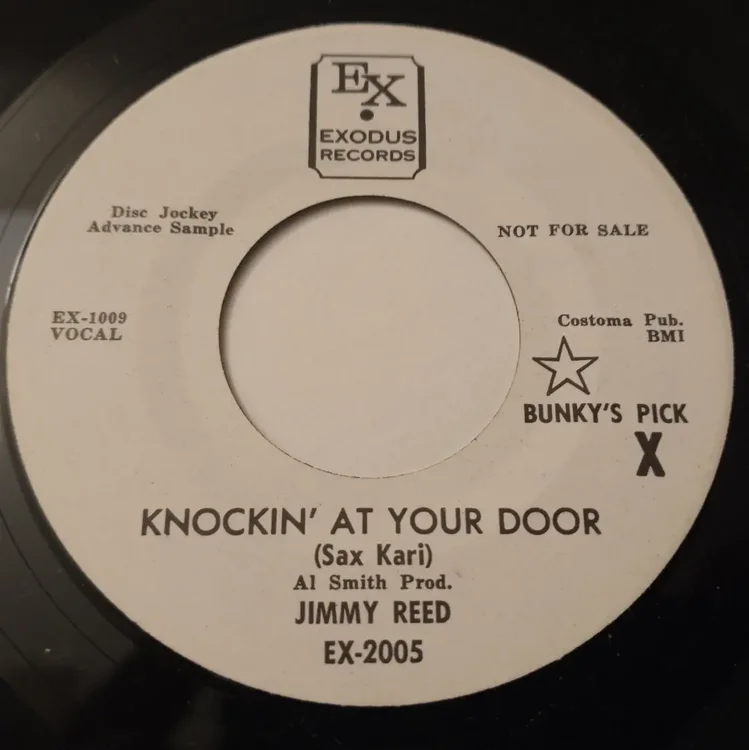 EX
EXODUS
RECORDS
Disc Jockey
Advance Sample
NOT FOR SALE
EX-1009
VOCAL
Costoma Pub.
BMI
BUNKY'S PICK
X
KNOCKIN' AT YOUR DOOR
(Sax Kari)
Al Smith Prod.
JIMMY REED
EX-2005